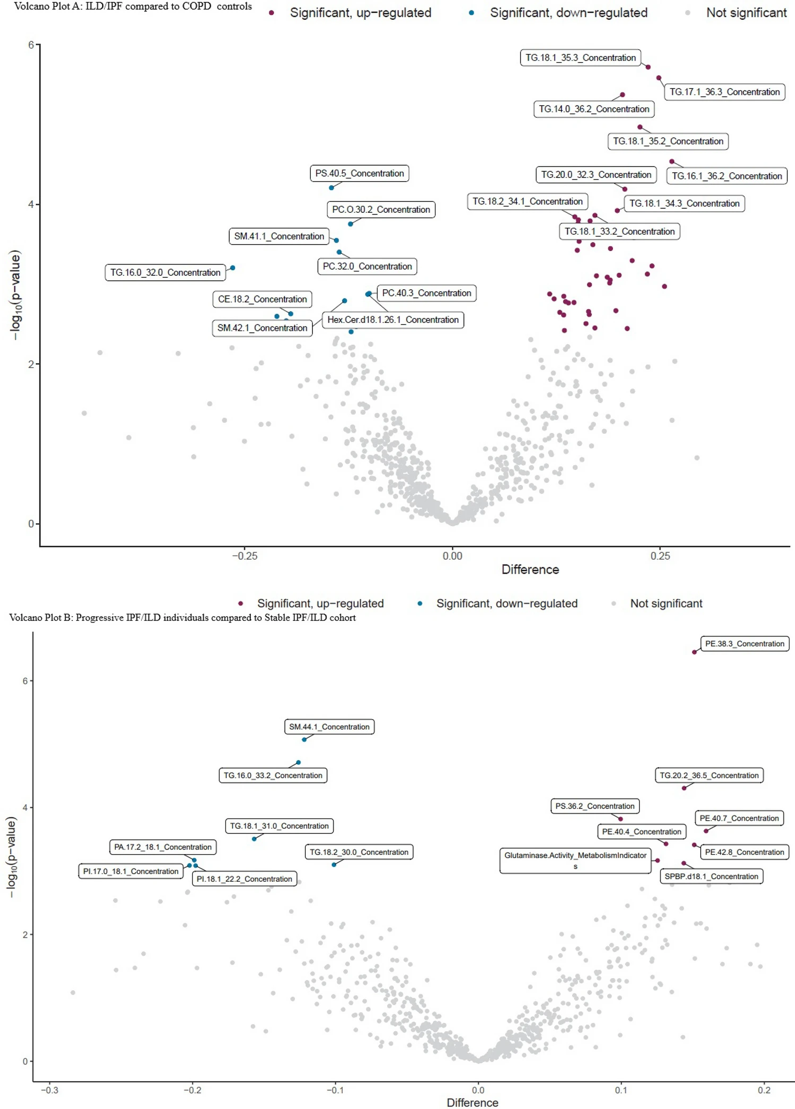 Volcano Plot A: ILD/IPF compared to COPD controls
Significant, up-regulated
Significant, down-regulated
Not significant
6
TG.18.1_35.3_Concentration
TG.17.1_36.3_Concentration
TG.14.0_36.2_Concentration
TG.18.1_35.2_Concentration
PS.40.5_Concentration
TG.20.0_32.3_Concentration
TG.16.1_36.2_Concentration
4
TG.18.2_34.1_Concentration
TG.18.1_34.3_Concentration
PC.O.30.2_Concentration
SM.41.1_Concentration
TG.18.1_33.2_Concentration
TG.16.0_32.0_Concentration
PC.32.0_Concentration
CE.18.2_Concentration
PC.40.3_Concentration
SM.42.1_Concentration
Hex.Cer.d18.1.26.1_Concentration
−log10(p-value)
2
0
−0.25
0.00
0.25
Difference
Significant, up-regulated
Significant, down-regulated
Not significant
Volcano Plot B: Progressive IPF/ILD individuals compared to Stable IPF/ILD cohort
PE.38.3_Concentration
6
SM.44.1_Concentration
TG.16.0_33.2_Concentration
TG.20.2_36.5_Concentration
4
PS.36.2_Concentration
TG.18.1_31.0_Concentration
PE.40.7_Concentration
PE.40.4_Concentration
PA.17.2_18.1_Concentration
TG.18.2_30.0_Concentration
PE.42.8_Concentration
Glutaminase.Activity_MetabolismIndicator
s
PI.17.0_18.1_Concentration
PI.18.1_22.2_Concentration
SPBP.d18.1_Concentration
−log10(p-value)
2
0
−0.3
−0.2
−0.1
0.0
0.1
0.2
Difference